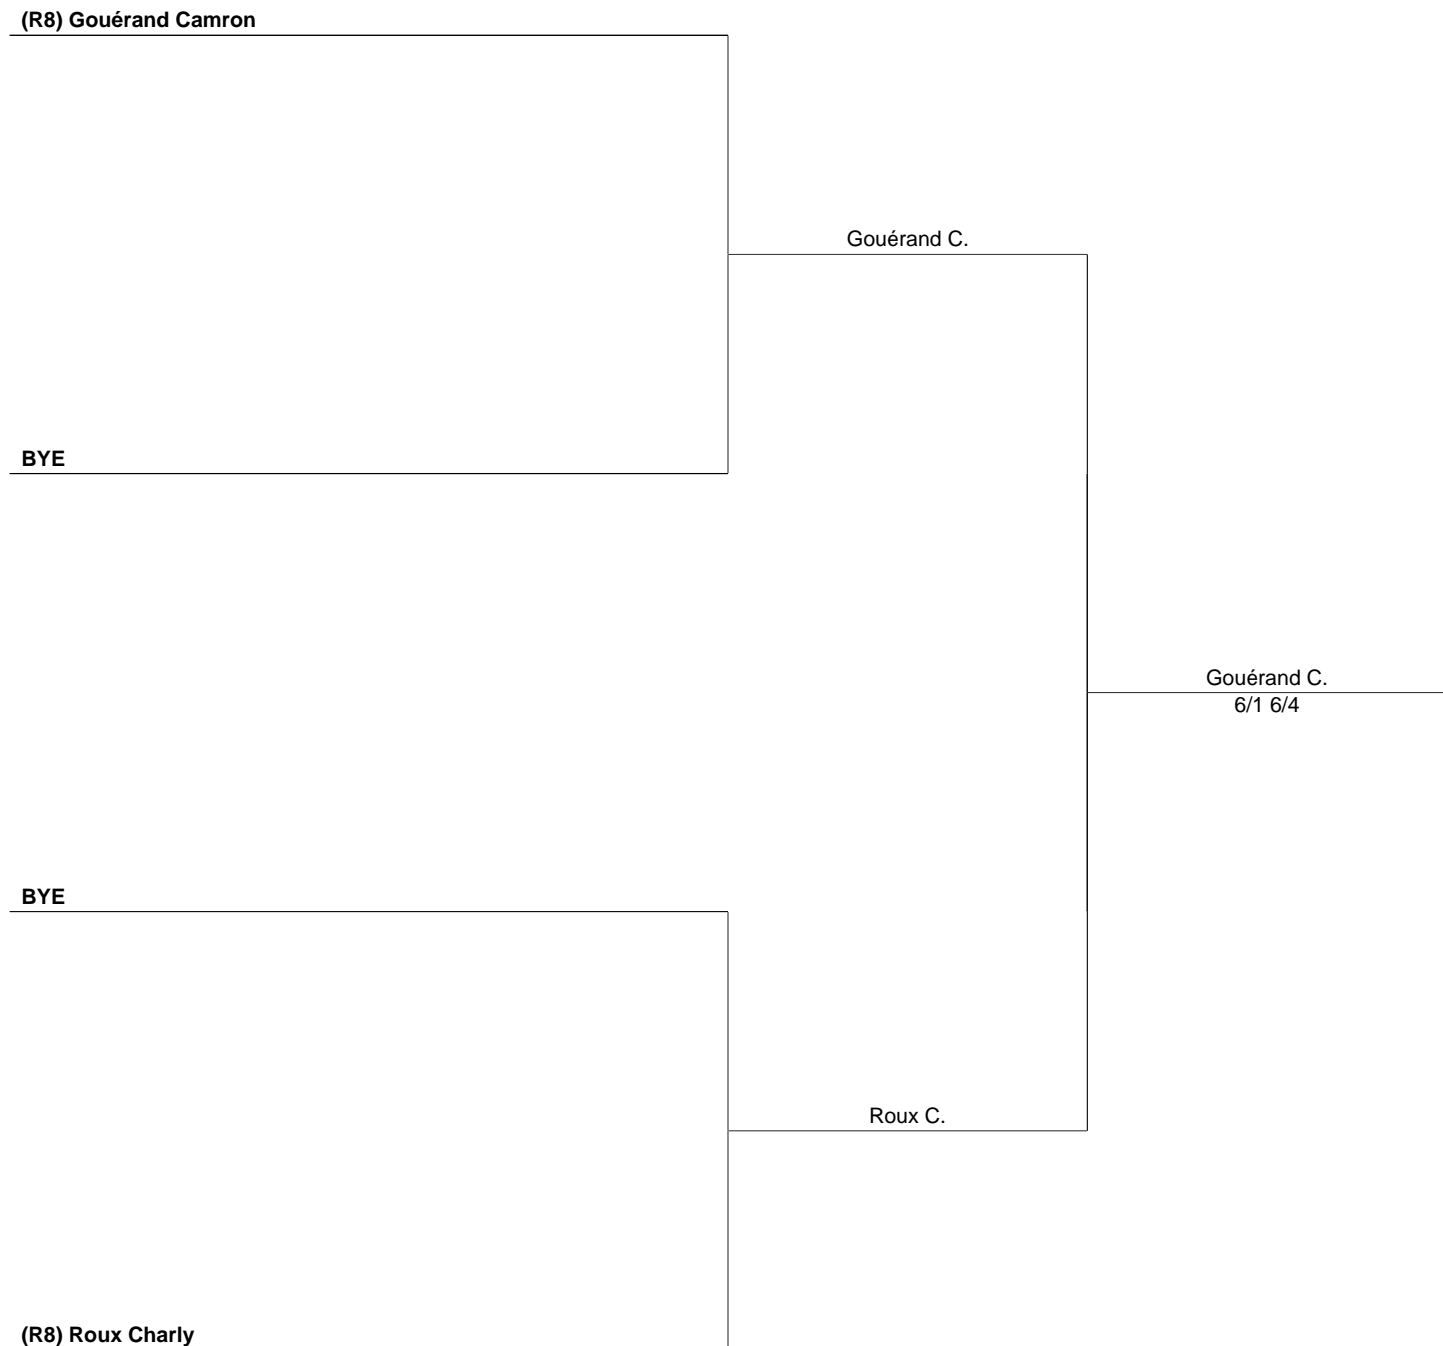 (R8) Gouérand Camron
Gouérand C.
BYE
Gouérand C.
6/1 6/4
BYE
Roux C.
(R8) Roux Charly